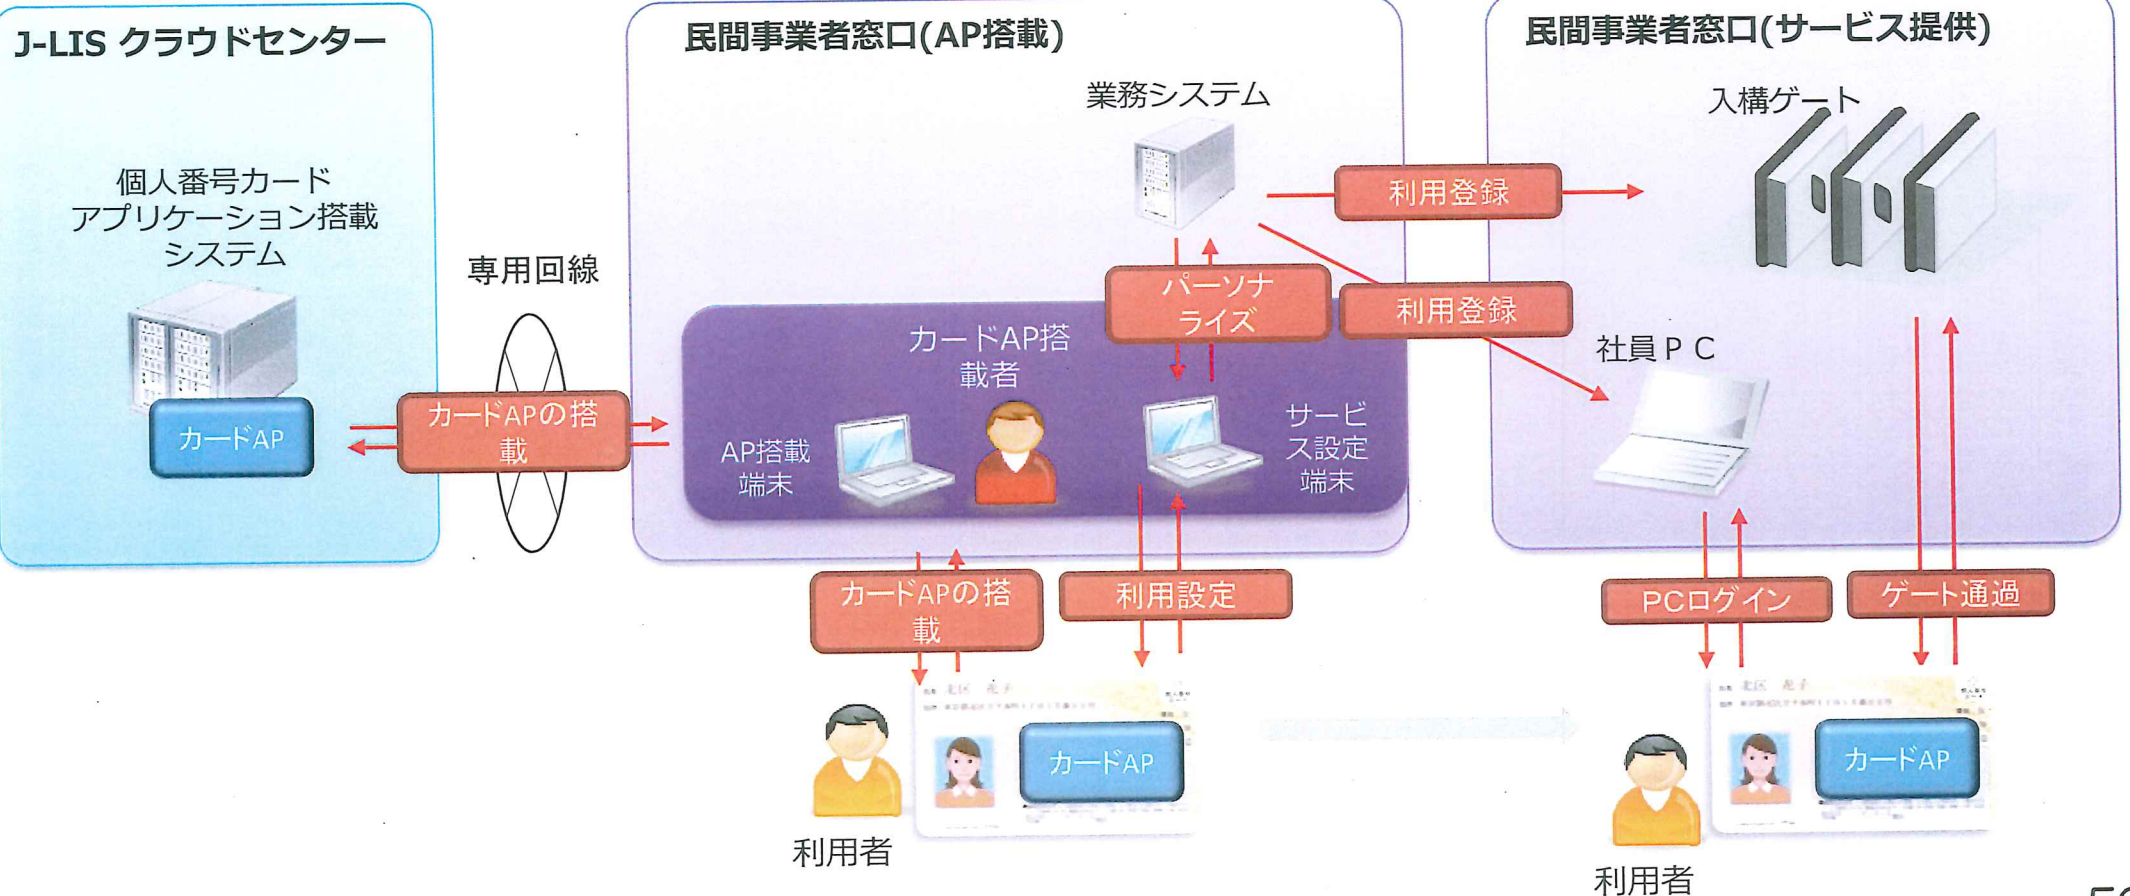 J-LIS クラウドセンター
個人番号カード
アプリケーション搭載
システム
カードAP
専用回線
カードAPの搭
載
民間事業者窓口(AP搭載)
業務システム
利用登録
パーソナ
ライズ
利用登録
カードAP搭
載者
AP搭載
端末
サービ
ス設定
端末
カードAPの搭
載
利用設定
利用者
北区 花子
カードAP
民間事業者窓口(サービス提供)
入構ゲート
社員ＰＣ
PCログイン
ゲート通過
利用者
北区 花子
カードAP